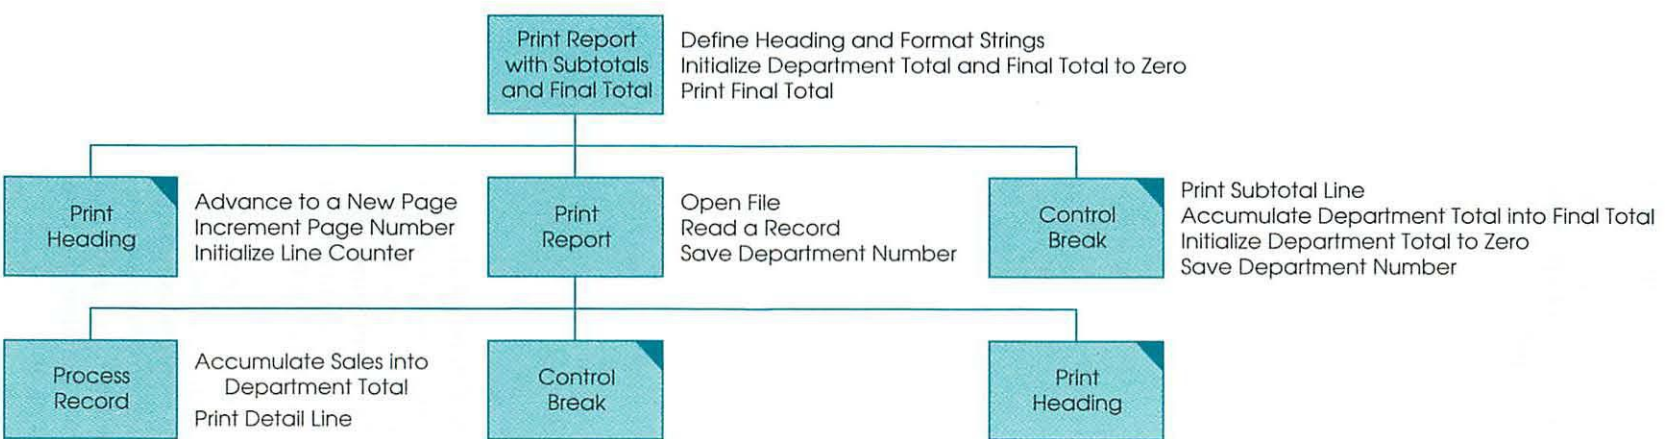 Print Report
with Subtotals
and Final Total
Define Heading and Format Strings
Initialize Department Total and Final Total to Zero
Print Final Total
Print
Heading
Advance to a New Page
Increment Page Number
Initialize Line Counter
Print
Report
Open File
Read a Record
Save Department Number
Control
Break
Print Subtotal Line
Accumulate Department Total into Final Total
Initialize Department Total to Zero
Save Department Number
Process
Record
Accumulate Sales into
Department Total
Print Detail Line
Control
Break
Print
Heading